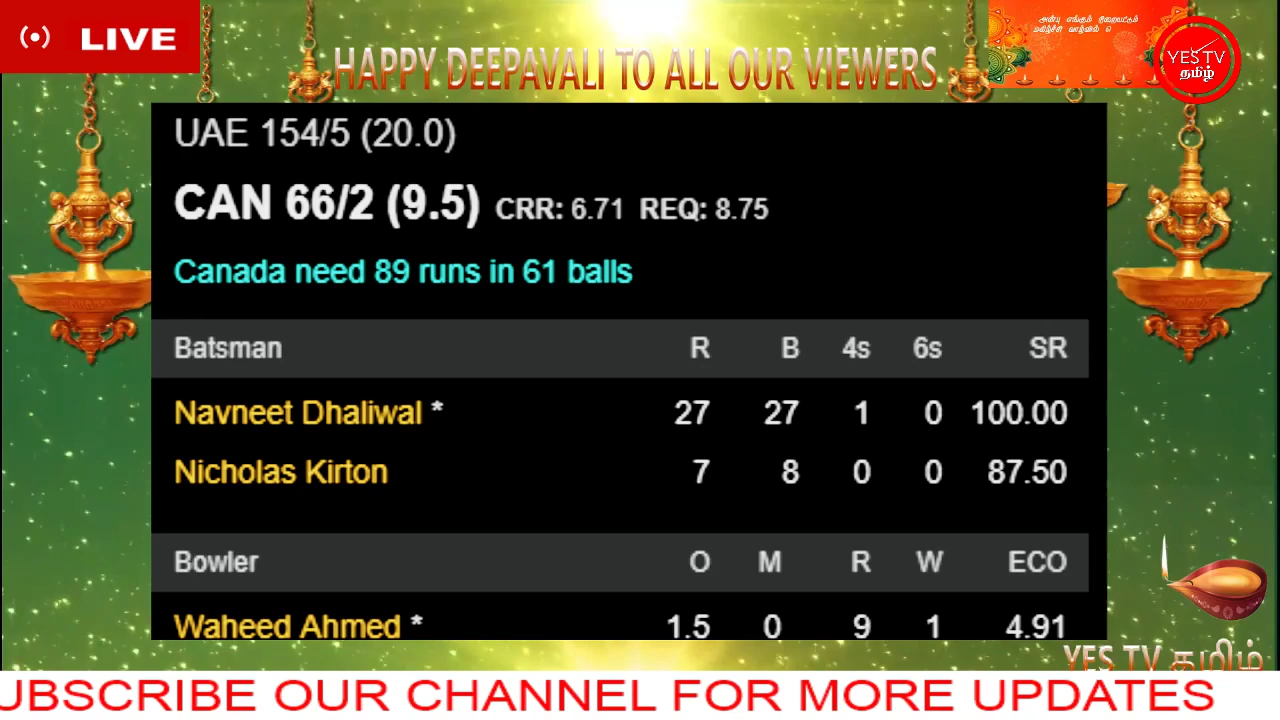 LIVE
HAPPY DEEPAVALI TO ALL OUR VIEWERS
YES TV
தமிழ்
UAE 154/5 (20.0)
CAN 66/2 (9.5) CRR: 6.71 REQ: 8.75
Canada need 89 runs in 61 balls
Batsman R B 4s 6s SR
Navneet Dhaliwal * 27 27 1 0 100.00
Nicholas Kirton 7 8 0 0 87.50
Bowler O M R W ECO
Waheed Ahmed * 1.5 0 9 1 4.91
YES TV தமிழ்
UBSCRIBE OUR CHANNEL FOR MORE UPDATES